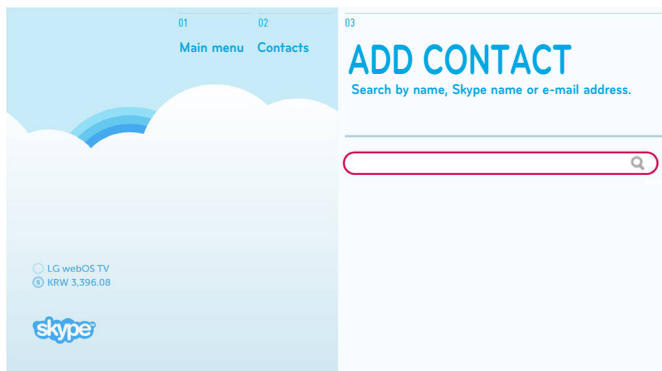 01
Main menu
02
Contacts
03
ADD CONTACT
Search by name, Skype name or e-mail address.
LG webOS TV
S KRW 3,396.08
skype